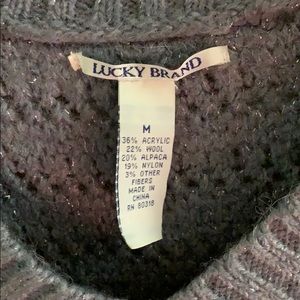 LUCKY BRAND
M
36% ACRYLIC
22% WOOL
20% ALPACA
19% NYLON
3% OTHER
FIBERS
MADE IN
CHINA
RN 80318